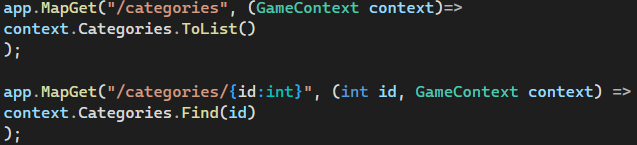 app.MapGet("/categories", (GameContext context)=>
context.Categories.ToList()
);
app.MapGet("/categories/{id:int}", (int id, GameContext context) =>
context.Categories.Find(id)
);